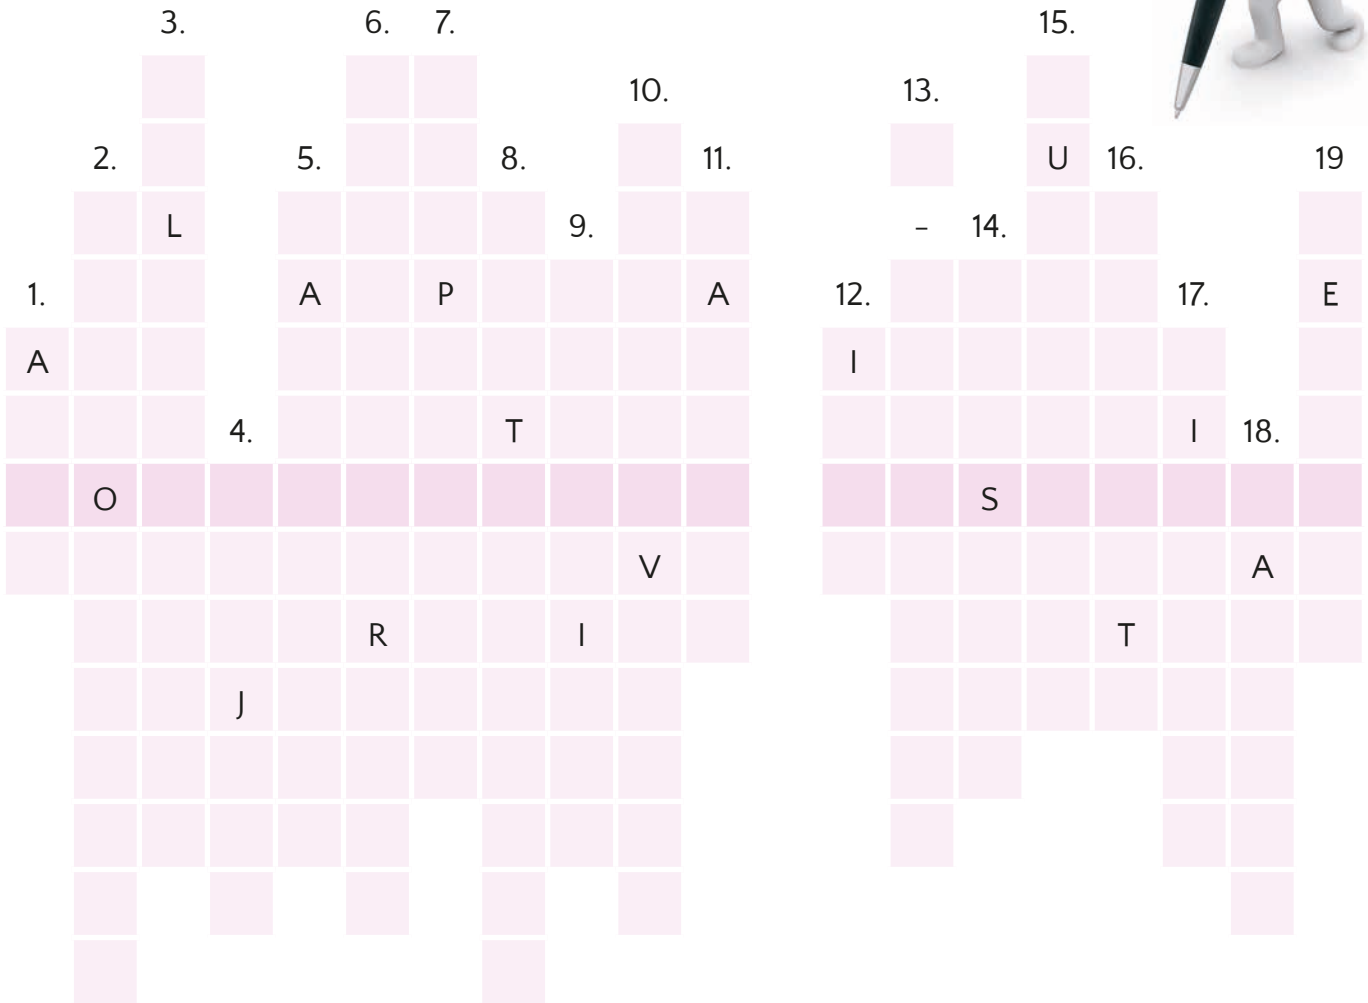 3. 6. 7. 15.
10. 13.
2. 5. 8. 11. U 16. 19
L 9. – 14.
1. A P A 12. 17. E
A I
4. T I 18.
O S
V A
R I T
J